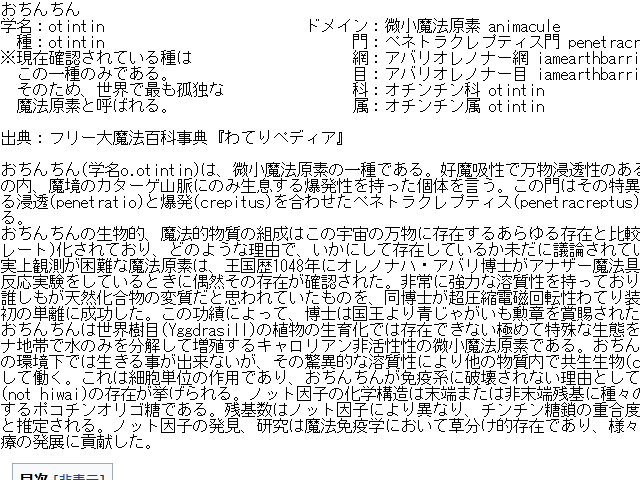 おぢんちん
学名：otintin ドメイン：微小魔法原素 animacule
種：otintin 門：ペネトラクレプティス門 penetracr
※現在確認されている種は 網：アバリオレノナー網 iamearthbarri
この一種のみである。 目：アバリオレノナー目 iamearthbarri
そのため、世界で最も孤独な 科：オチンチン科 otintin
魔法原素と呼ばれる。 属：オチンチン属 otintin
出典：フリー大魔法百科事典『わてりペディア』
おぢんちん(学名o.otintin)は、微小魔法原素の一種である。好魔吸性で万物浸透性のある
の内、魔境のカターゲ山脈にのみ生息する爆発性を持った個体を言う。この門はその特異
る浸透(penetratio)と爆発(crepitus)を合わせたペネトラクレプティス(penetracreptus)
る。
おぢんちんの生物的、魔法的物質の組成はこの宇宙の万物に存在するあらゆる存在と比較
レート)化されており、どのような理由で、いかにして存在しているか未だに議論されてい
実上観測が困難な魔法原素は、王国歴1048年にオレノナハ・アバリ博士がアナザー魔法具
反応実験をしているときに偶然その存在が確認された。非常に強力な溶質性を持っており
誰しもが天然化合物の変質だと思われていたものを、同博士が超圧縮電磁回転性わてり装
初の単離に成功した。この功績によって、博士は国王より青じゃがいも勲章を賞賜された
おぢんちんは世界樹目(Yggdrasill)の植物の生育化では存在できない極めて特殊な生態を
ナ地帯で水のみを分解して増殖するキャロリアン非活性性の微小魔法原素である。おぢん
の環境下では生きる事が出来ないが、その驚異的な溶質性により他の物質内で共生生物(c
して働く。これは細胞単位の作用であり、おぢんちんが免疫系に破壊されない理由として
(not hiwai)の存在が挙げられる。ノット因子の化学構造は末端または非末端残基に種々の
するポコチンオリゴ糖である。残基数はノット因子により異なり、チンチン糖鎖の重合度
と推定される。ノット因子の発見、研究は魔法免疫学において草分け的存在であり、様々
療の発展に貢献した。
目次 [非表示]